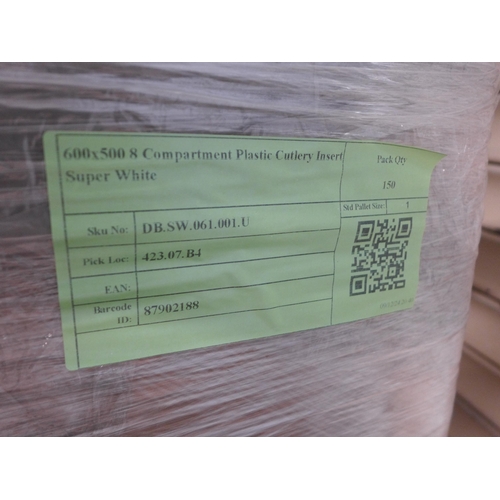 600x500 8 Compartment Plastic Cutlery Insert
Super White
Pack Qty
150
Std Pallet Size: 1
Sku No: DB.SW.061.001.U
Pick Loc: 423.07.B4
EAN:
Barcode ID: 87902188